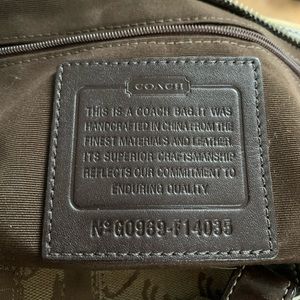 COACH
THIS IS A COACH BAG.IT WAS
HANDCRAFTED IN CHINA FROM THE
FINEST MATERIALS AND LEATHER.
ITS SUPERIOR CRAFTSMANSHIP
REFLECTS OUR COMMITMENT TO
ENDURING QUALITY.
Nº G0969-F14035